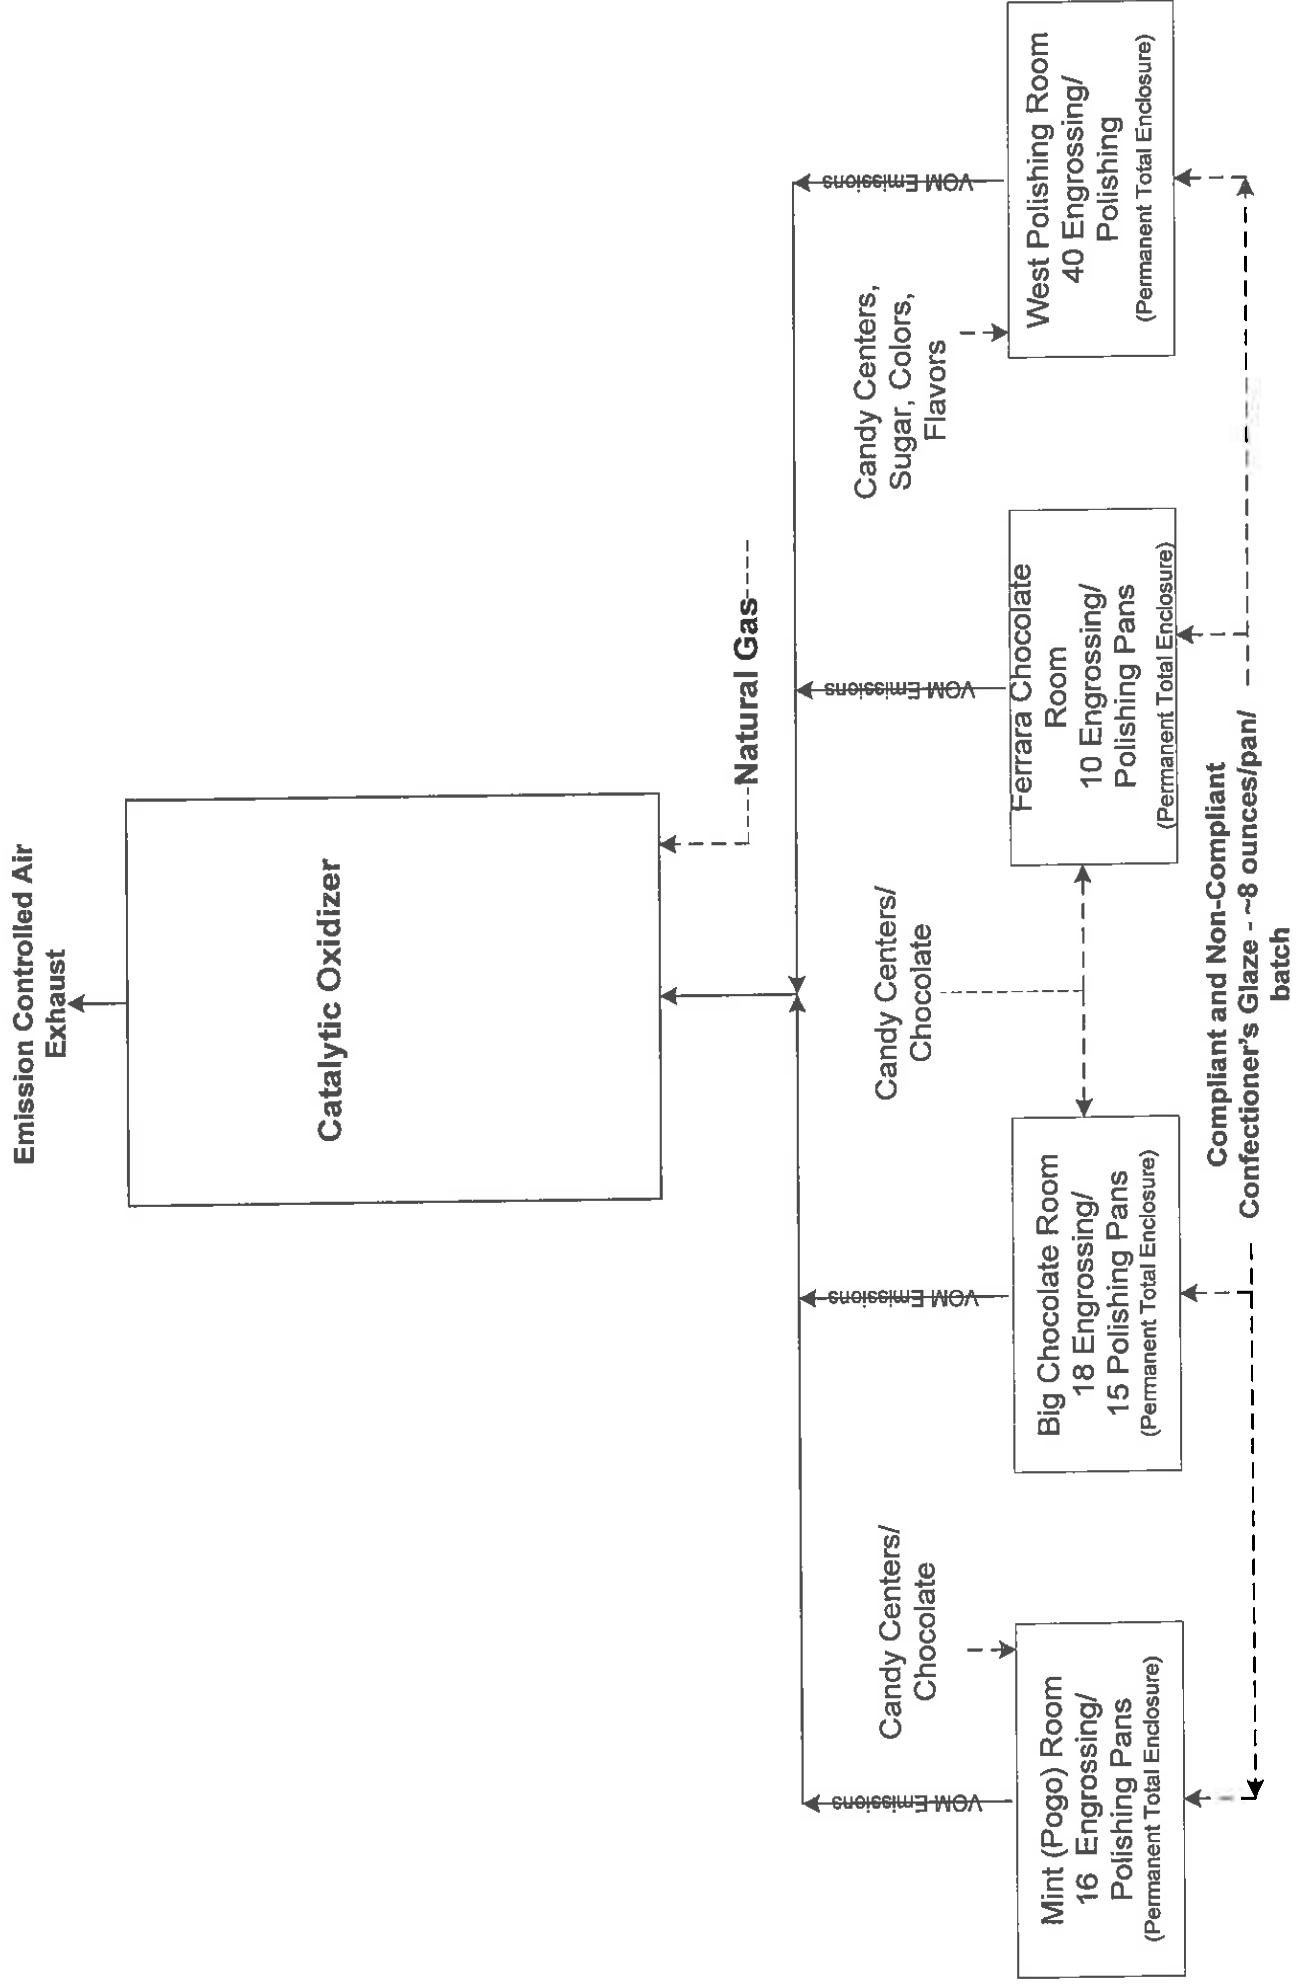 Emission Controlled Air
Exhaust
Catalytic Oxidizer
Natural Gas
VOM Emissions
VOM Emissions
VOM Emissions
VOM Emissions
Candy Centers/
Chocolate
Candy Centers/
Chocolate
Candy Centers,
Sugar, Colors,
Flavors
Mint (Pogo) Room
16 Engrossing/
Polishing Pans
(Permanent Total Enclosure)
Big Chocolate Room
18 Engrossing/
15 Polishing Pans
(Permanent Total Enclosure)
Ferrara Chocolate
Room
10 Engrossing/
Polishing Pans
(Permanent Total Enclosure)
West Polishing Room
40 Engrossing/
Polishing
(Permanent Total Enclosure)
Compliant and Non-Compliant
Confectioner's Glaze - ~8 ounces/pan/
batch